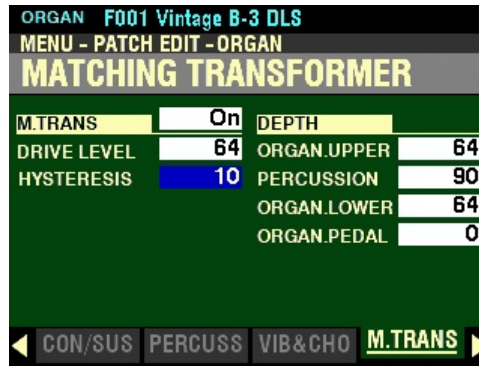 ORGAN F001 Vintage B-3 DLS
MENU - PATCH EDIT - ORGAN
MATCHING TRANSFORMER
M.TRANS On DEPTH
DRIVE LEVEL 64 ORGAN.UPPER 64
HYSTERESIS 10 PERCUSSION 90
ORGAN.LOWER 64
ORGAN.PEDAL 0
CON/SUS PERCUSS VIB&CHO M.TRANS